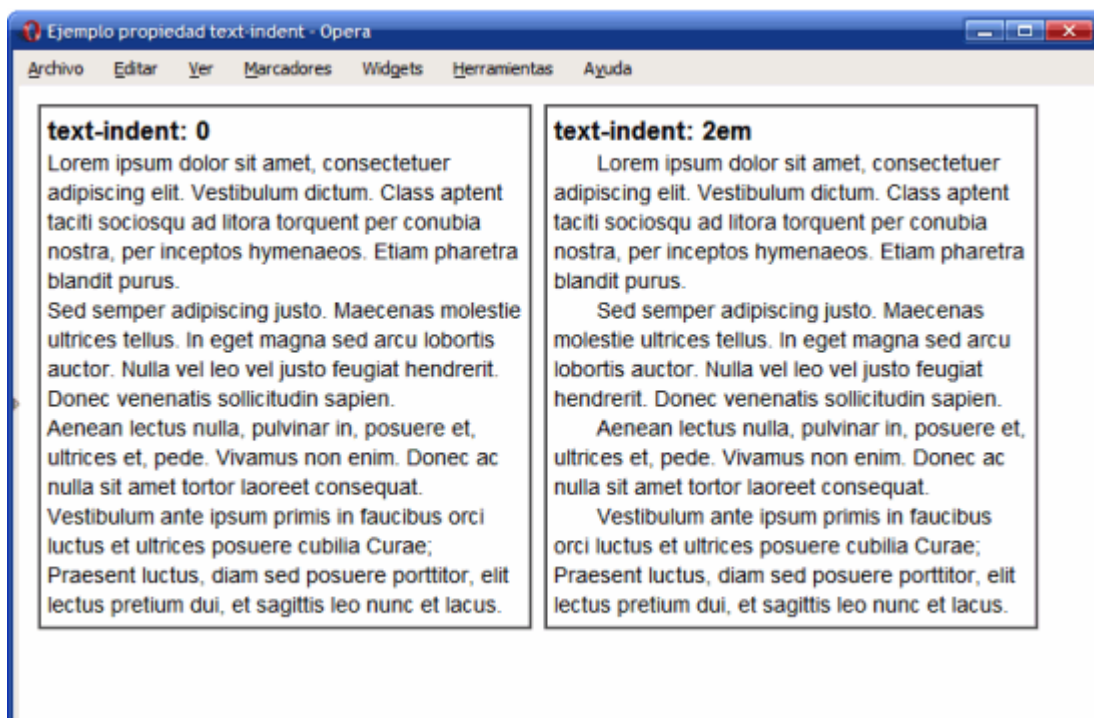 Ejemplo propiedad text-indent - Opera
Archivo Editar Ver Marcadores Widgets Herramientas Ayuda
text-indent: 0
Lorem ipsum dolor sit amet, consectetuer
adipiscing elit. Vestibulum dictum. Class aptent
taciti sociosqu ad litora torquent per conubia
nostra, per inceptos hymenaeos. Etiam pharetra
blandit purus.
Sed semper adipiscing justo. Maecenas molestie
ultrices tellus. In eget magna sed arcu lobortis
auctor. Nulla vel leo vel justo feugiat hendrerit.
Donec venenatis sollicitudin sapien.
Aenean lectus nulla, pulvinar in, posuere et,
ultrices et, pede. Vivamus non enim. Donec ac
nulla sit amet tortor laoreet consequat.
Vestibulum ante ipsum primis in faucibus orci
luctus et ultrices posuere cubilia Curae;
Praesent luctus, diam sed posuere porttitor, elit
lectus pretium dui, et sagittis leo nunc et lacus.
text-indent: 2em
Lorem ipsum dolor sit amet, consectetuer
adipiscing elit. Vestibulum dictum. Class aptent
taciti sociosqu ad litora torquent per conubia
nostra, per inceptos hymenaeos. Etiam pharetra
blandit purus.
Sed semper adipiscing justo. Maecenas
molestie ultrices tellus. In eget magna sed arcu
lobortis auctor. Nulla vel leo vel justo feugiat
hendrerit. Donec venenatis sollicitudin sapien.
Aenean lectus nulla, pulvinar in, posuere et,
ultrices et, pede. Vivamus non enim. Donec ac
nulla sit amet tortor laoreet consequat.
Vestibulum ante ipsum primis in faucibus
orci luctus et ultrices posuere cubilia Curae;
Praesent luctus, diam sed posuere porttitor, elit
lectus pretium dui, et sagittis leo nunc et lacus.